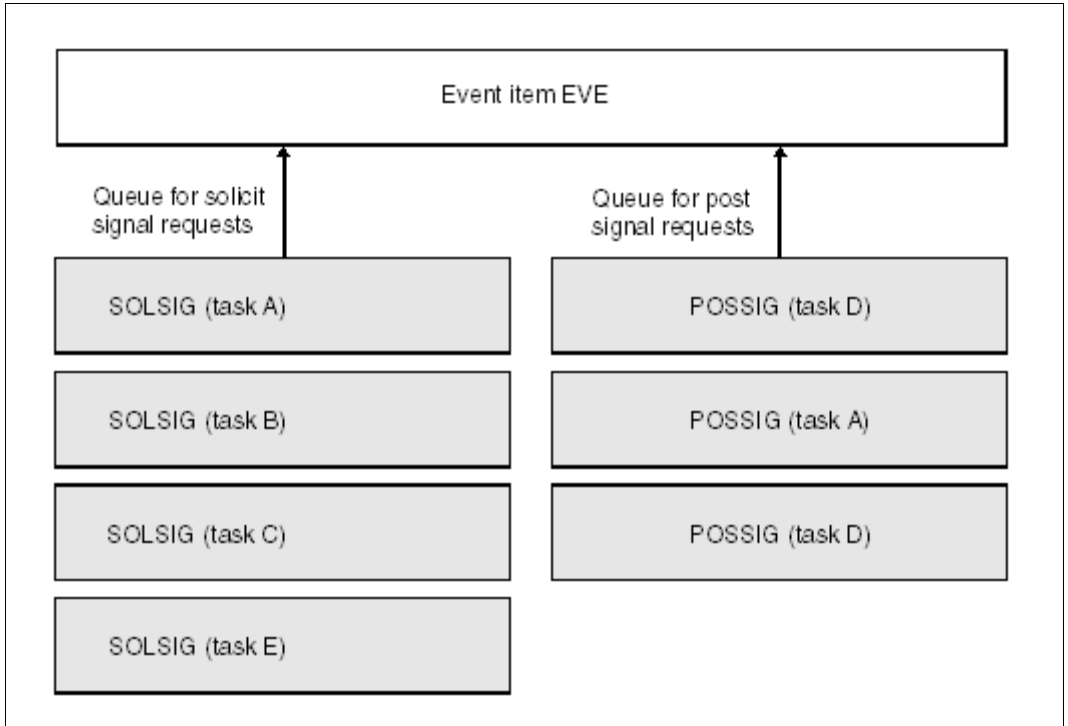 Event item EVE
Queue for solicit
signal requests
Queue for post
signal requests
SOLSIG (task A)
POSSIG (task D)
SOLSIG (task B)
POSSIG (task A)
SOLSIG (task C)
POSSIG (task D)
SOLSIG (task E)